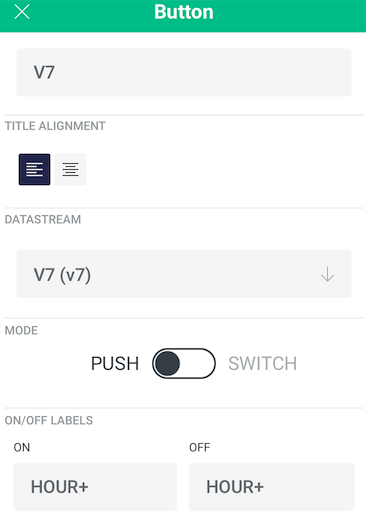 Button
V7
TITLE ALIGNMENT
DATASTREAM
V7 (v7)
MODE
PUSH SWITCH
ON/OFF LABELS
ON OFF
HOUR+ HOUR+